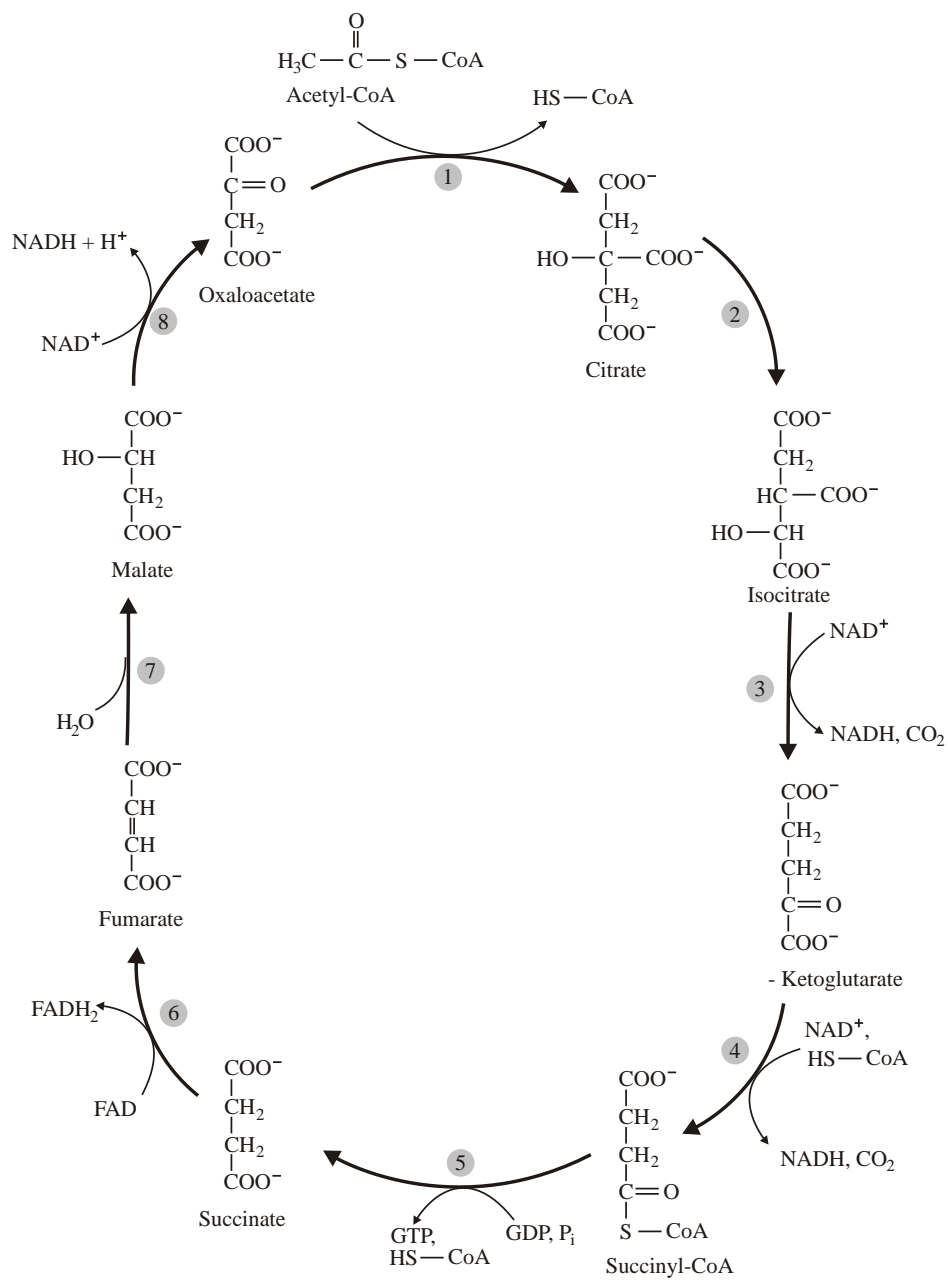 O
H₃C — C — S — CoA
Acetyl-CoA
HS — CoA
1
COO⁻
C=O
CH₂
COO⁻
Oxaloacetate
COO⁻
CH₂
HO — C — COO⁻
CH₂
COO⁻
Citrate
2
COO⁻
CH₂
HC — COO⁻
HO — CH
COO⁻
Isocitrate
NAD⁺
3
NADH, CO₂
COO⁻
CH₂
CH₂
C=O
COO⁻
- Ketoglutarate
4
NAD⁺,
HS — CoA
NADH, CO₂
COO⁻
CH₂
CH₂
C=O
S — CoA
Succinyl-CoA
5
GDP, Pᵢ
GTP,
HS — CoA
COO⁻
CH₂
CH₂
COO⁻
Succinate
6
FADH₂
FAD
COO⁻
CH
CH
COO⁻
Fumarate
7
H₂O
COO⁻
HO — CH
CH₂
COO⁻
Malate
8
NADH + H⁺
NAD⁺